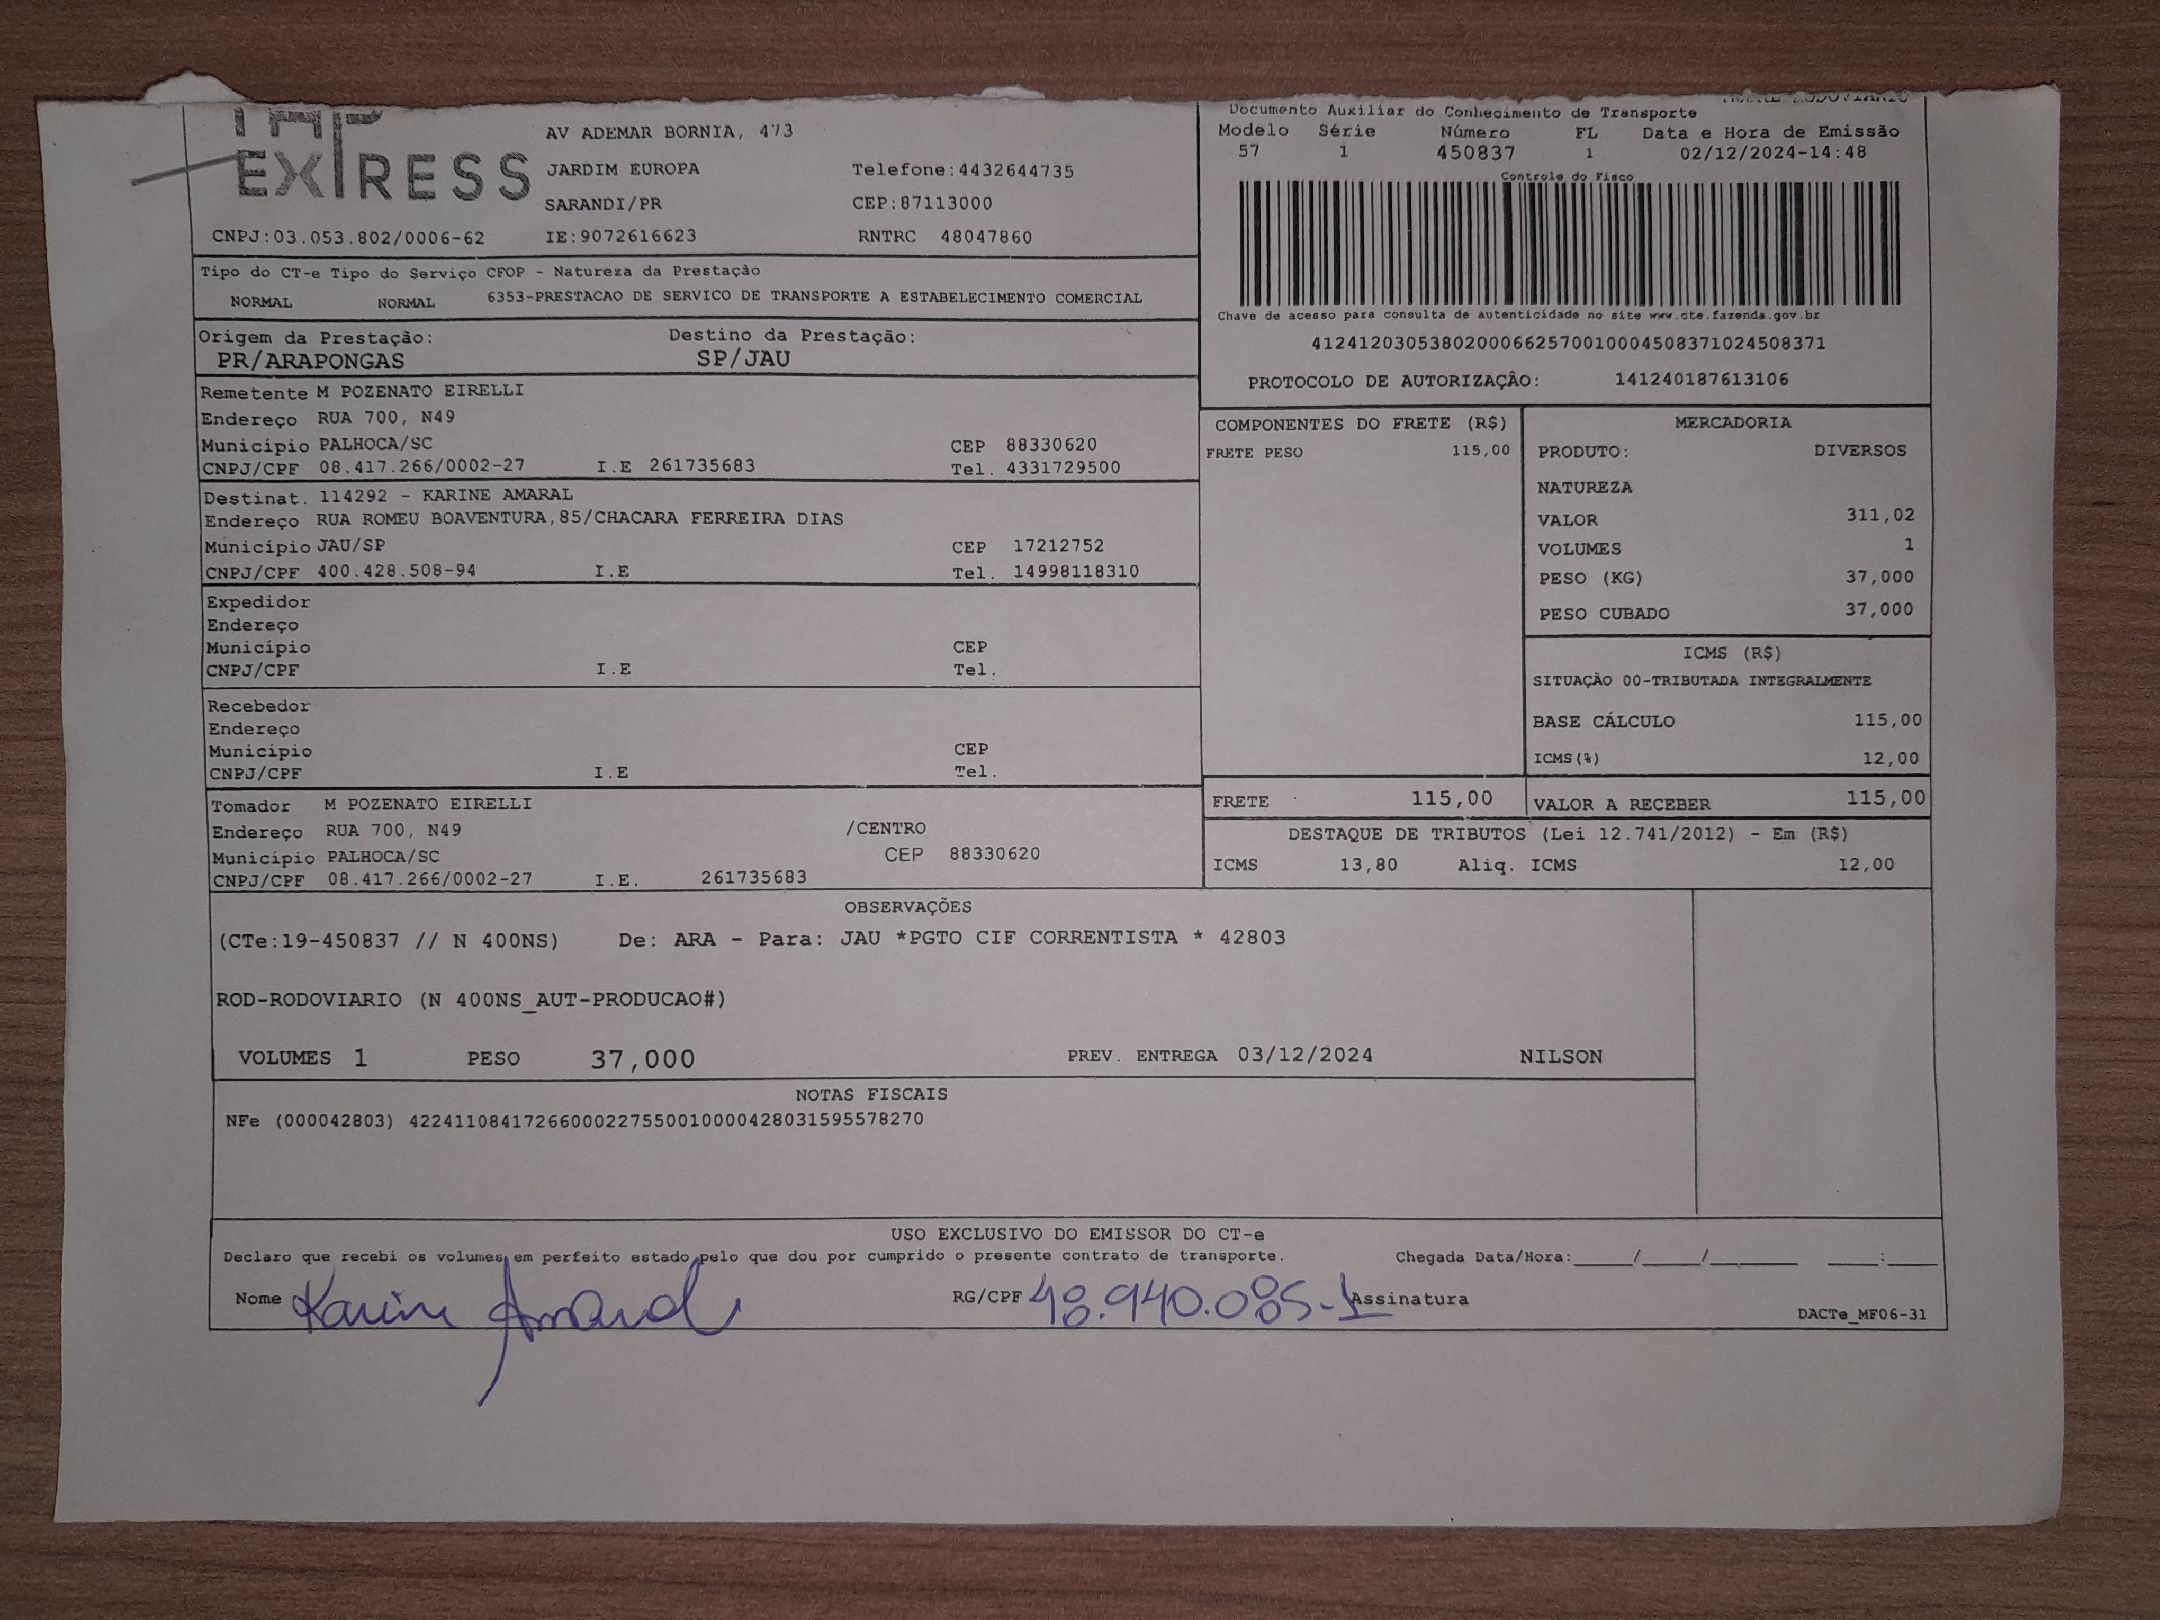 EXPRESS
AV ADEMAR BORNIA, 473
JARDIM EUROPA Telefone:4432644735
SARANDI/PR CEP:87113000
CNPJ:03.053.802/0006-62 IE:9072616623 RNTRC 48047860
Documento Auxiliar do Conhecimento de Transporte
Modelo Série Número FL Data e Hora de Emissão
57 1 450837 1 02/12/2024-14:48
Controle do Fisco
Chave de acesso para consulta de autenticidade no site www.cte.fazenda.gov.br
41241203053802000662570010004508371024508371
PROTOCOLO DE AUTORIZAÇÃO: 141240187613106
Tipo do CT-e Tipo do Serviço CFOP - Natureza da Prestação
NORMAL NORMAL 6353-PRESTACAO DE SERVICO DE TRANSPORTE A ESTABELECIMENTO COMERCIAL
Origem da Prestação: Destino da Prestação:
PR/ARAPONGAS SP/JAU
Remetente M POZENATO EIRELLI
Endereço RUA 700, N49
Município PALHOCA/SC CEP 88330620
CNPJ/CPF 08.417.266/0002-27 I.E 261735683 Tel. 4331729500
Destinat. 114292 - KARINE AMARAL
Endereço RUA ROMEU BOAVENTURA,85/CHACARA FERREIRA DIAS
Município JAU/SP CEP 17212752
CNPJ/CPF 400.428.508-94 I.E Tel. 14998118310
Expedidor
Endereço
Município CEP
CNPJ/CPF I.E Tel.
Recebedor
Endereço
Município CEP
CNPJ/CPF I.E Tel.
Tomador M POZENATO EIRELLI
Endereço RUA 700, N49 /CENTRO
Município PALHOCA/SC CEP 88330620
CNPJ/CPF 08.417.266/0002-27 I.E. 261735683
COMPONENTES DO FRETE (R$)
FRETE PESO 115,00
MERCADORIA
PRODUTO: DIVERSOS
NATUREZA
VALOR 311,02
VOLUMES 1
PESO (KG) 37,000
PESO CUBADO 37,000
ICMS (R$)
SITUAÇÃO 00-TRIBUTADA INTEGRALMENTE
BASE CÁLCULO 115,00
ICMS(%) 12,00
FRETE 115,00 VALOR A RECEBER 115,00
DESTAQUE DE TRIBUTOS (Lei 12.741/2012) - Em (R$)
ICMS 13,80 Aliq. ICMS 12,00
OBSERVAÇÕES
(CTe:19-450837 // N 400NS) De: ARA - Para: JAU *PGTO CIF CORRENTISTA * 42803
ROD-RODOVIARIO (N 400NS_AUT-PRODUCAO#)
VOLUMES 1 PESO 37,000 PREV. ENTREGA 03/12/2024 NILSON
NOTAS FISCAIS
NFe (000042803) 42241108417266000227550010000428031595578270
USO EXCLUSIVO DO EMISSOR DO CT-e
Declaro que recebi os volumes em perfeito estado pelo que dou por cumprido o presente contrato de transporte. Chegada Data/Hora:____/____/______ ____:____
Nome Karine Amaral RG/CPF 48.940.085-1 Assinatura
DACTe_MF06-31